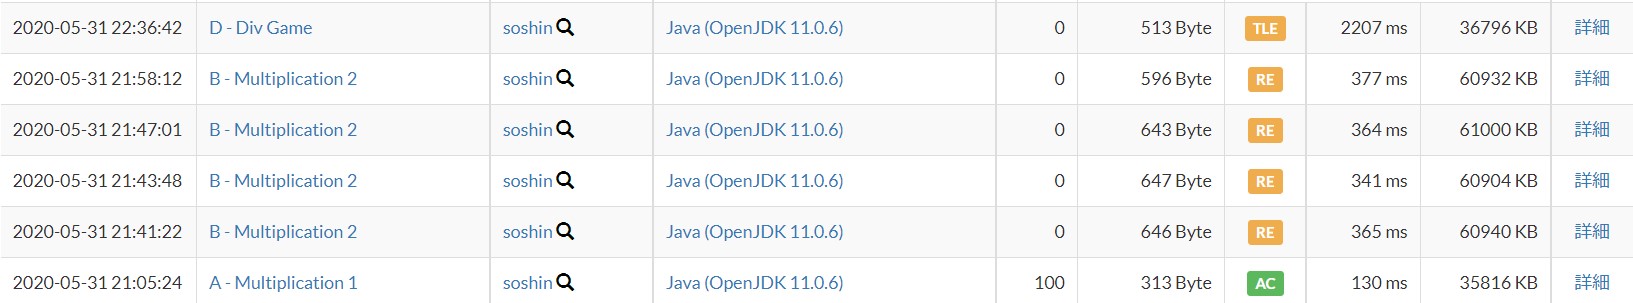 2020-05-31 22:36:42 D - Div Game soshin Java (OpenJDK 11.0.6) 0 513 Byte TLE 2207 ms 36796 KB 詳細
2020-05-31 21:58:12 B - Multiplication 2 soshin Java (OpenJDK 11.0.6) 0 596 Byte RE 377 ms 60932 KB 詳細
2020-05-31 21:47:01 B - Multiplication 2 soshin Java (OpenJDK 11.0.6) 0 643 Byte RE 364 ms 61000 KB 詳細
2020-05-31 21:43:48 B - Multiplication 2 soshin Java (OpenJDK 11.0.6) 0 647 Byte RE 341 ms 60904 KB 詳細
2020-05-31 21:41:22 B - Multiplication 2 soshin Java (OpenJDK 11.0.6) 0 646 Byte RE 365 ms 60940 KB 詳細
2020-05-31 21:05:24 A - Multiplication 1 soshin Java (OpenJDK 11.0.6) 100 313 Byte AC 130 ms 35816 KB 詳細